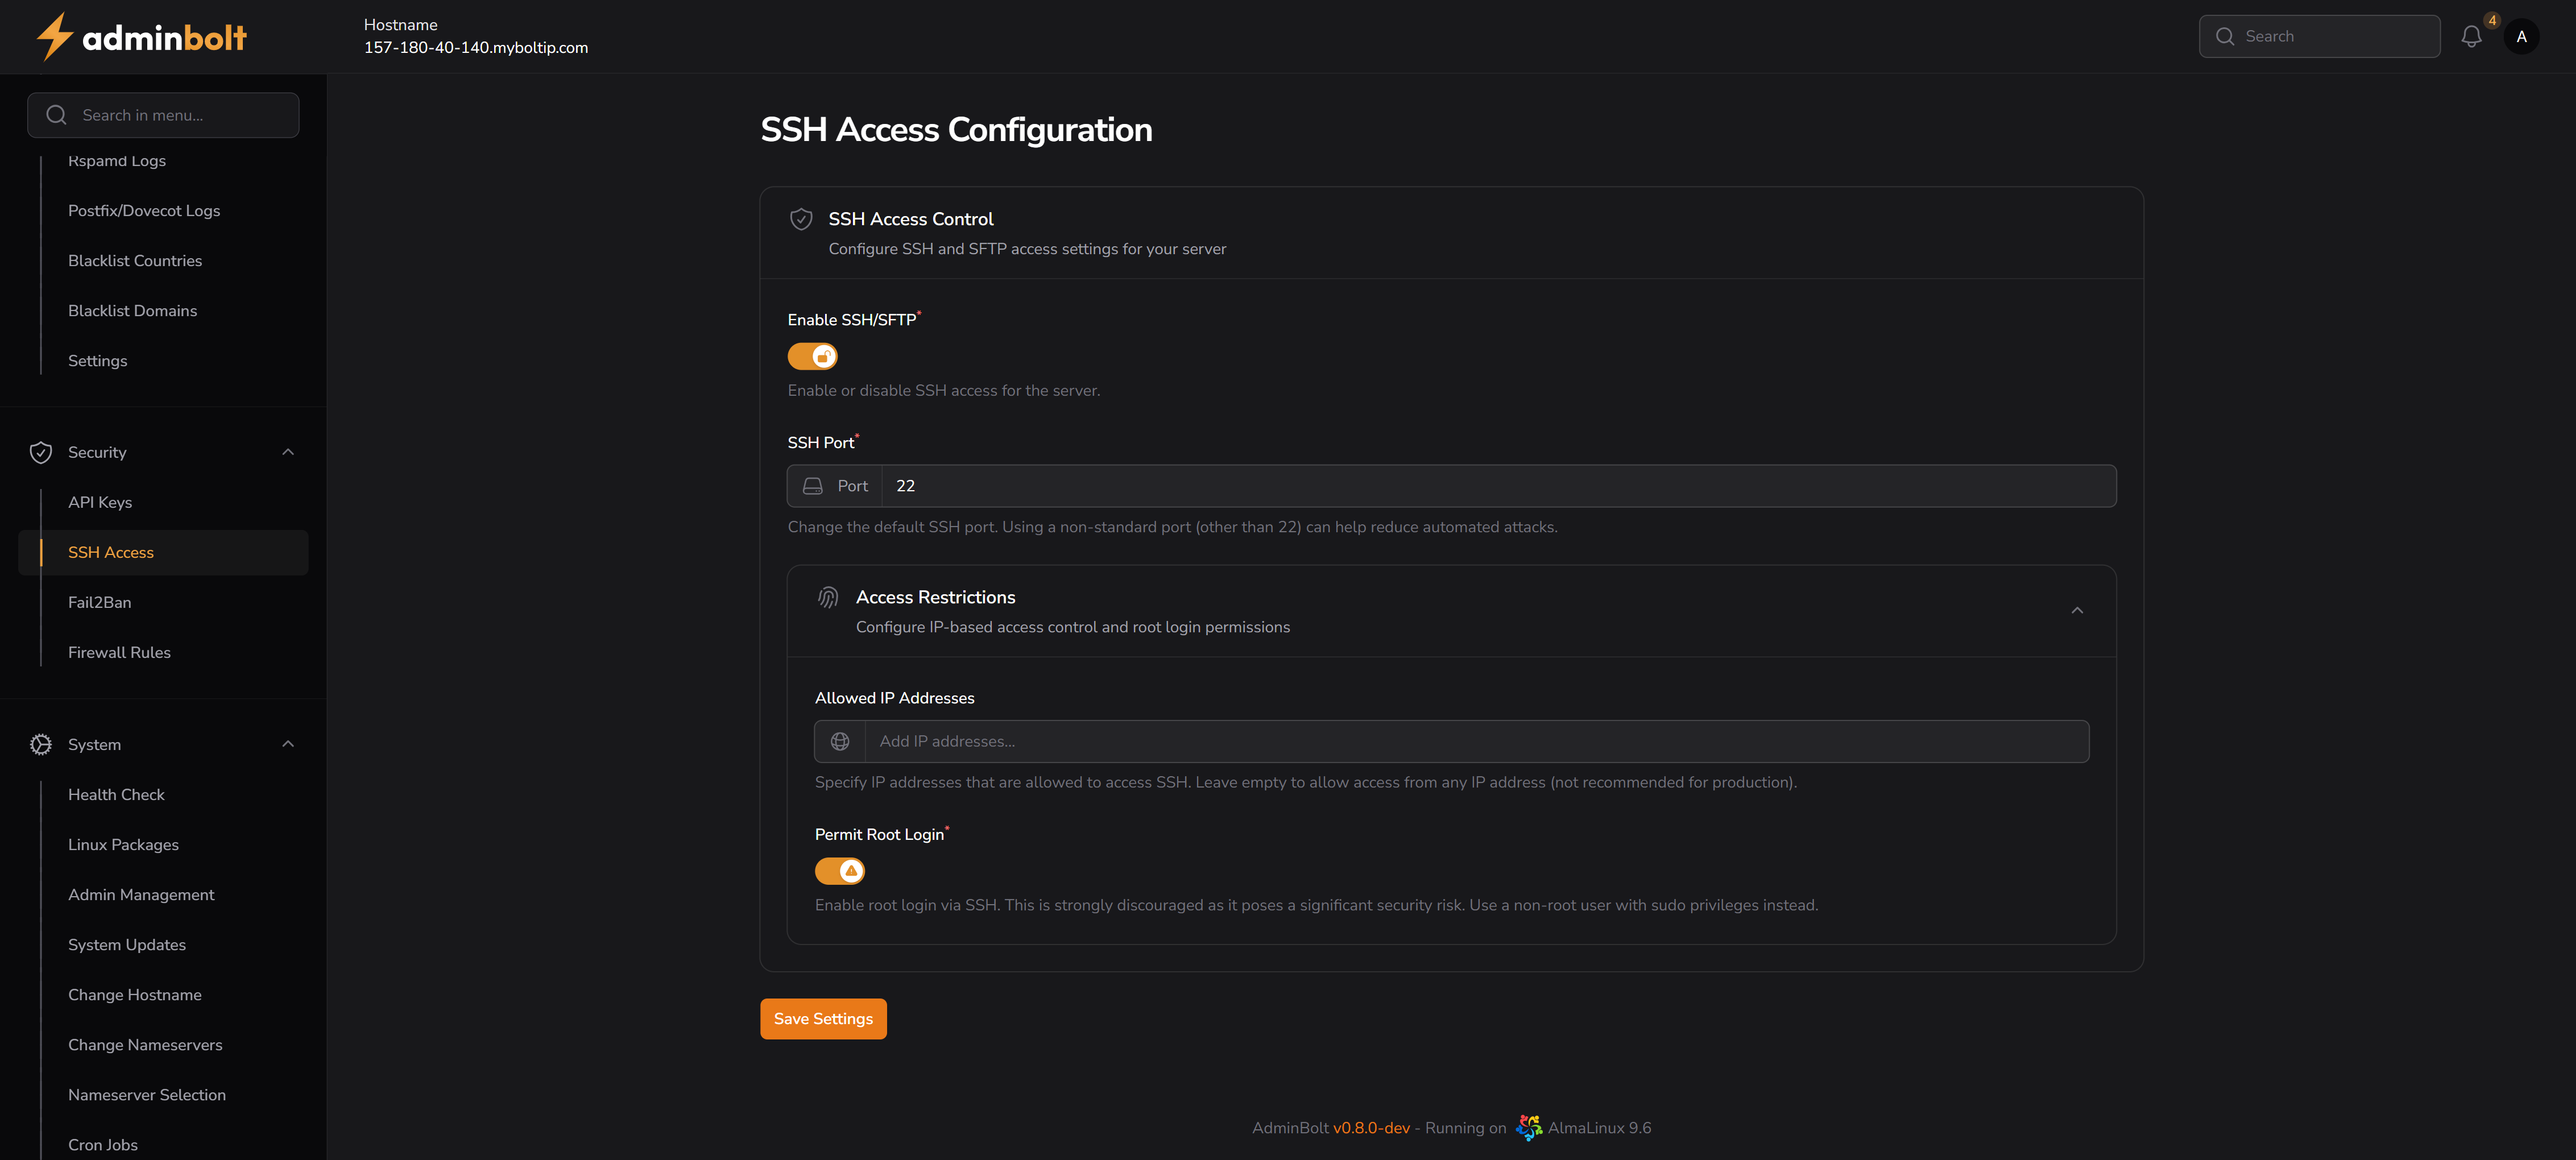 adminbolt
Hostname
157-180-40-140.myboltip.com
Search
4
A
Search in menu...
Rspamd Logs
Postfix/Dovecot Logs
Blacklist Countries
Blacklist Domains
Settings
Security
API Keys
SSH Access
Fail2Ban
Firewall Rules
System
Health Check
Linux Packages
Admin Management
System Updates
Change Hostname
Change Nameservers
Nameserver Selection
Cron Jobs
SSH Access Configuration
SSH Access Control
Configure SSH and SFTP access settings for your server
Enable SSH/SFTP*
Enable or disable SSH access for the server.
SSH Port*
Port 22
Change the default SSH port. Using a non-standard port (other than 22) can help reduce automated attacks.
Access Restrictions
Configure IP-based access control and root login permissions
Allowed IP Addresses
Add IP addresses...
Specify IP addresses that are allowed to access SSH. Leave empty to allow access from any IP address (not recommended for production).
Permit Root Login*
Enable root login via SSH. This is strongly discouraged as it poses a significant security risk. Use a non-root user with sudo privileges instead.
Save Settings
AdminBolt v0.8.0-dev - Running on AlmaLinux 9.6